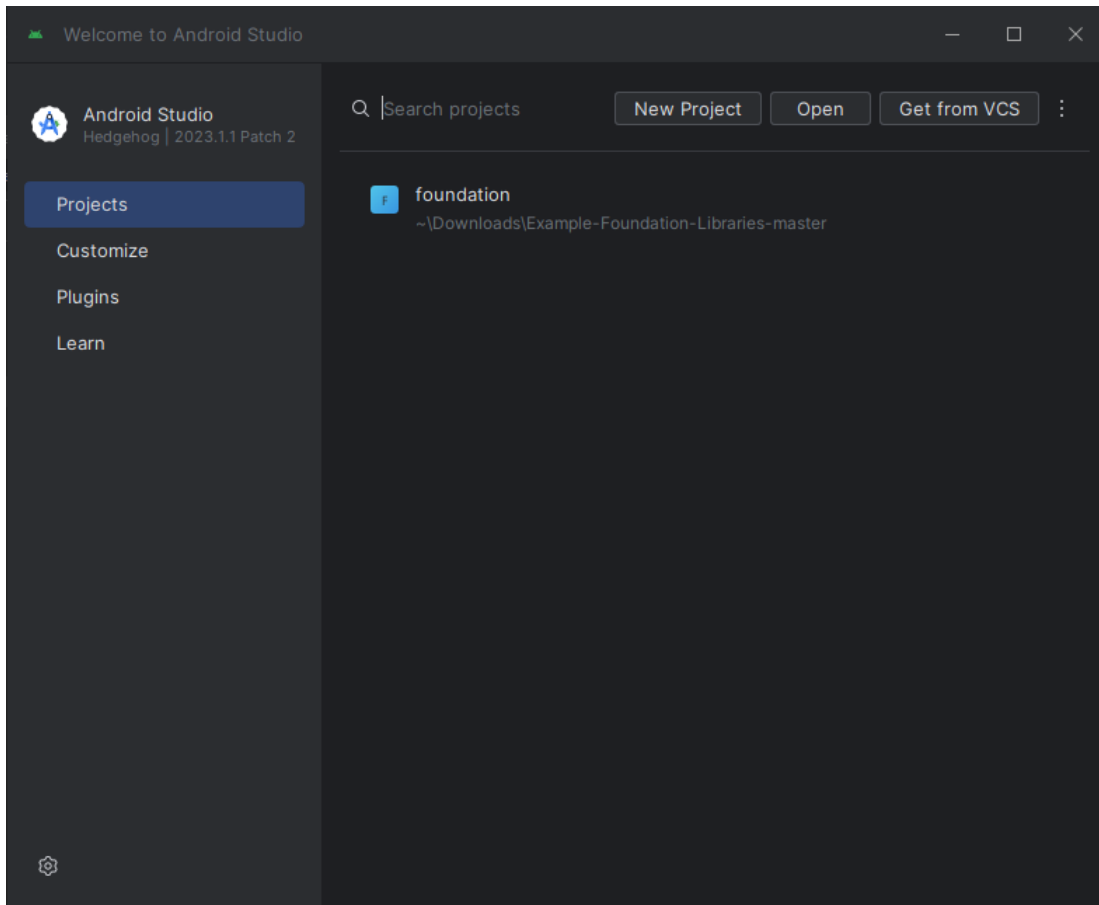 Welcome to Android Studio
Android Studio
Hedgehog | 2023.1.1 Patch 2
Projects
Customize
Plugins
Learn
Search projects
New Project
Open
Get from VCS
F
foundation
~\Downloads\Example-Foundation-Libraries-master